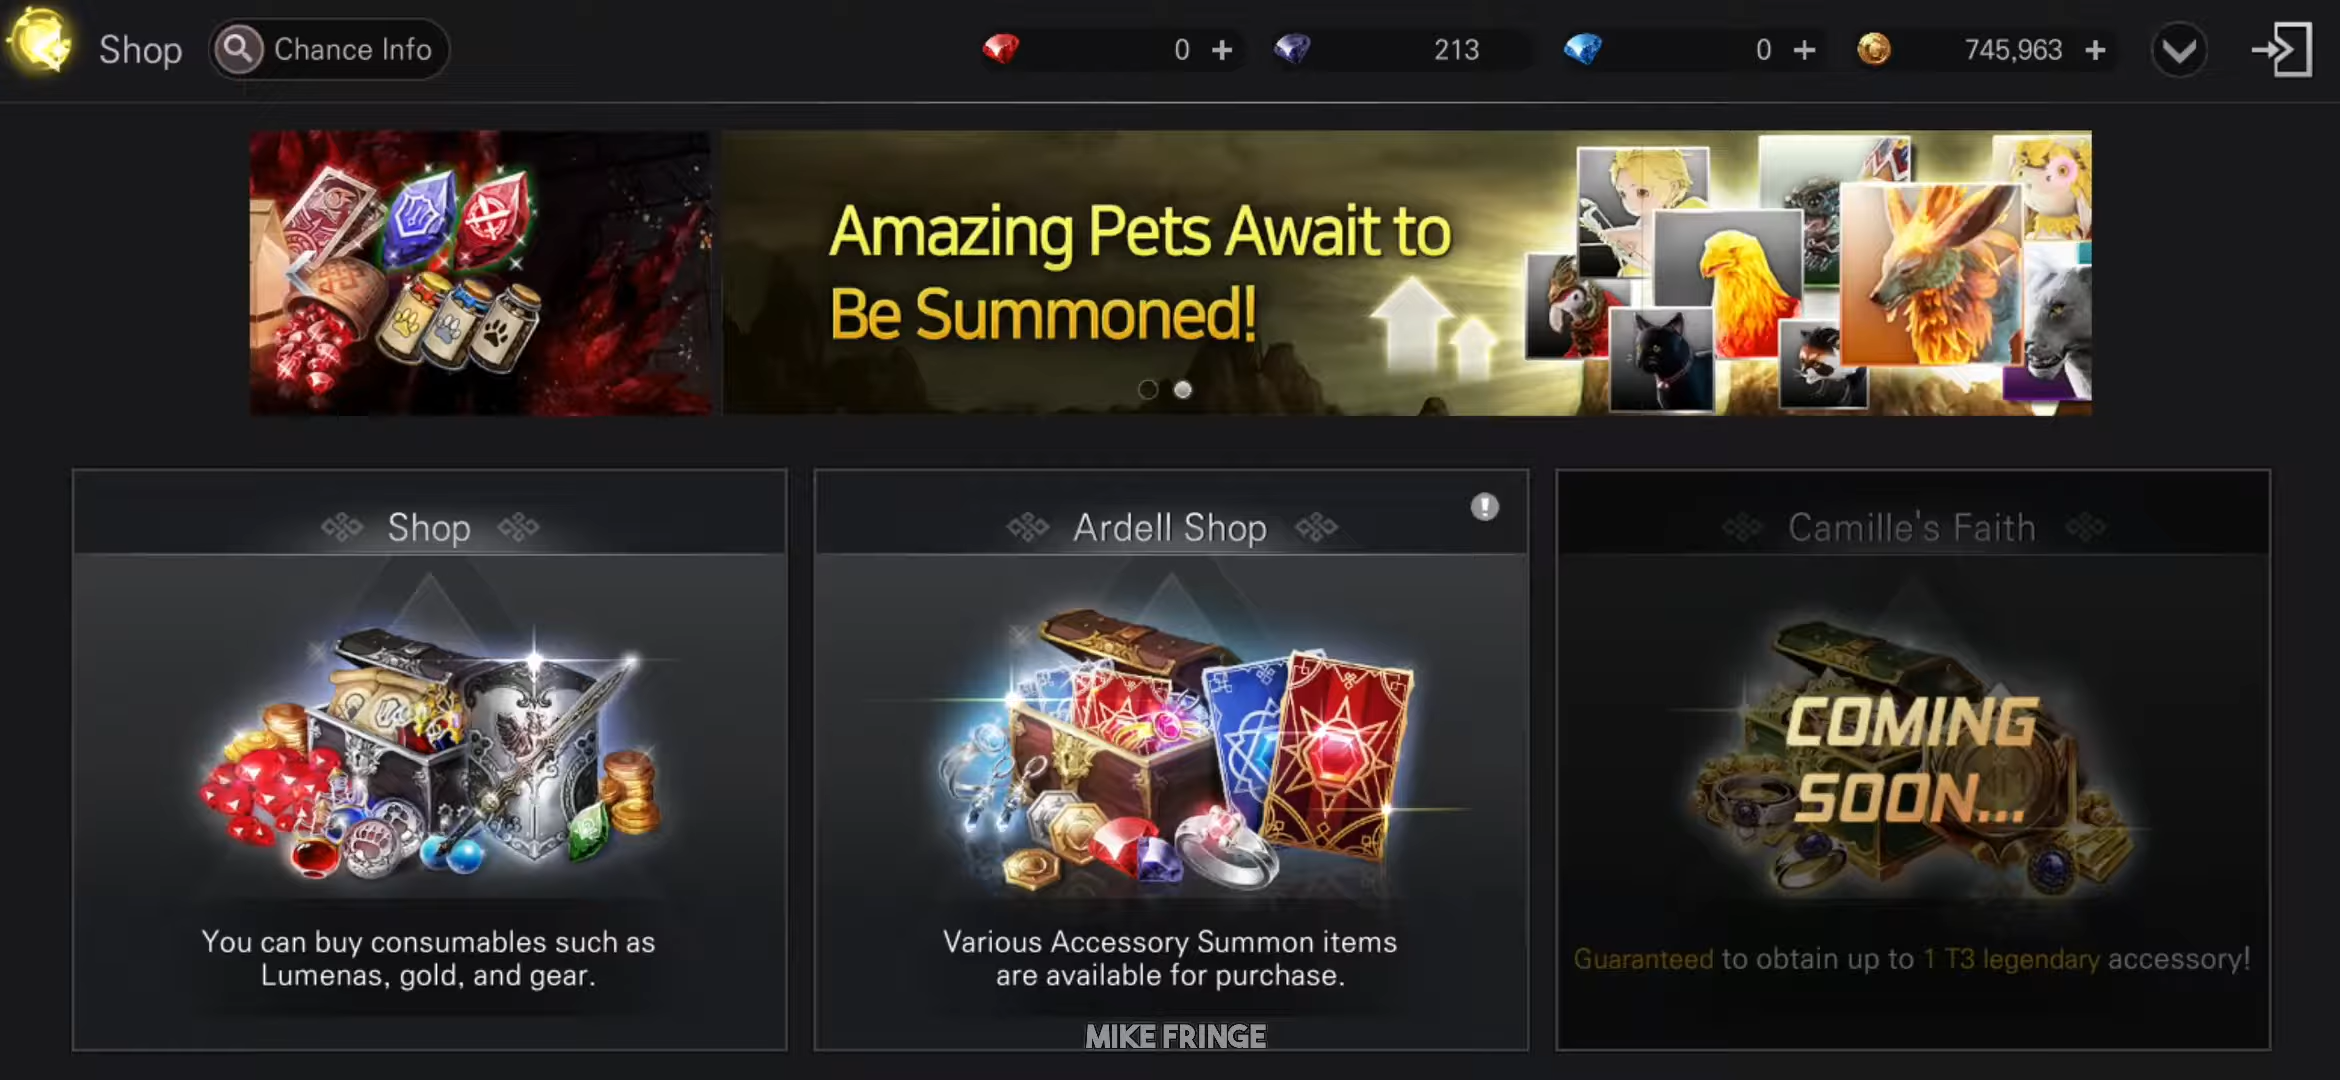 Shop
Chance Info
0 +
213
0 +
745,963 +
Amazing Pets Await to
Be Summoned!
Shop
You can buy consumables such as
Lumenas, gold, and gear.
Ardell Shop
!
Various Accessory Summon items
are available for purchase.
Camille's Faith
COMING
SOON...
Guaranteed to obtain up to 1 T3 legendary accessory!
MIKE FRINGE